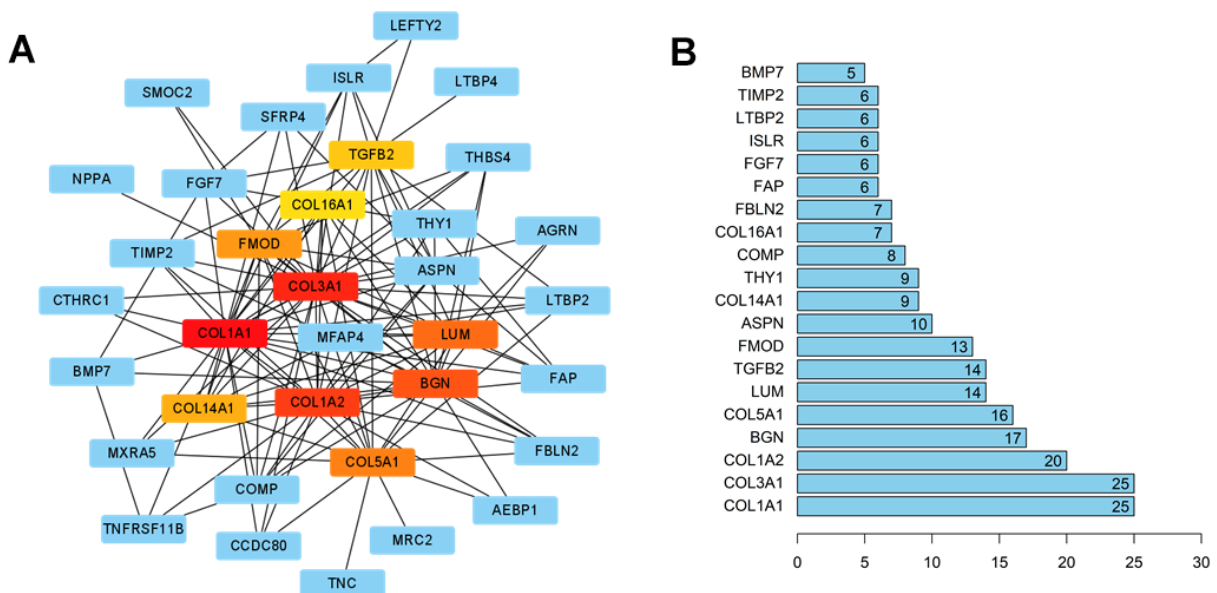 A
LEFTY2
ISLR
LTBP4
SMOC2
SFRP4
TGFB2
THBS4
NPPA
FGF7
COL16A1
THY1
AGRN
FMOD
TIMP2
ASPN
COL3A1
CTHRC1
LTBP2
COL1A1
MFAP4
LUM
BMP7
FAP
BGN
COL14A1
COL1A2
MXRA5
COL5A1
FBLN2
COMP
AEBP1
TNFRSF11B
CCDC80
MRC2
TNC
B
BMP7 5
TIMP2 6
LTBP2 6
ISLR 6
FGF7 6
FAP 6
FBLN2 7
COL16A1 7
COMP 8
THY1 9
COL14A1 9
ASPN 10
FMOD 13
TGFB2 14
LUM 14
COL5A1 16
BGN 17
COL1A2 20
COL3A1 25
COL1A1 25
0 5 10 15 20 25 30